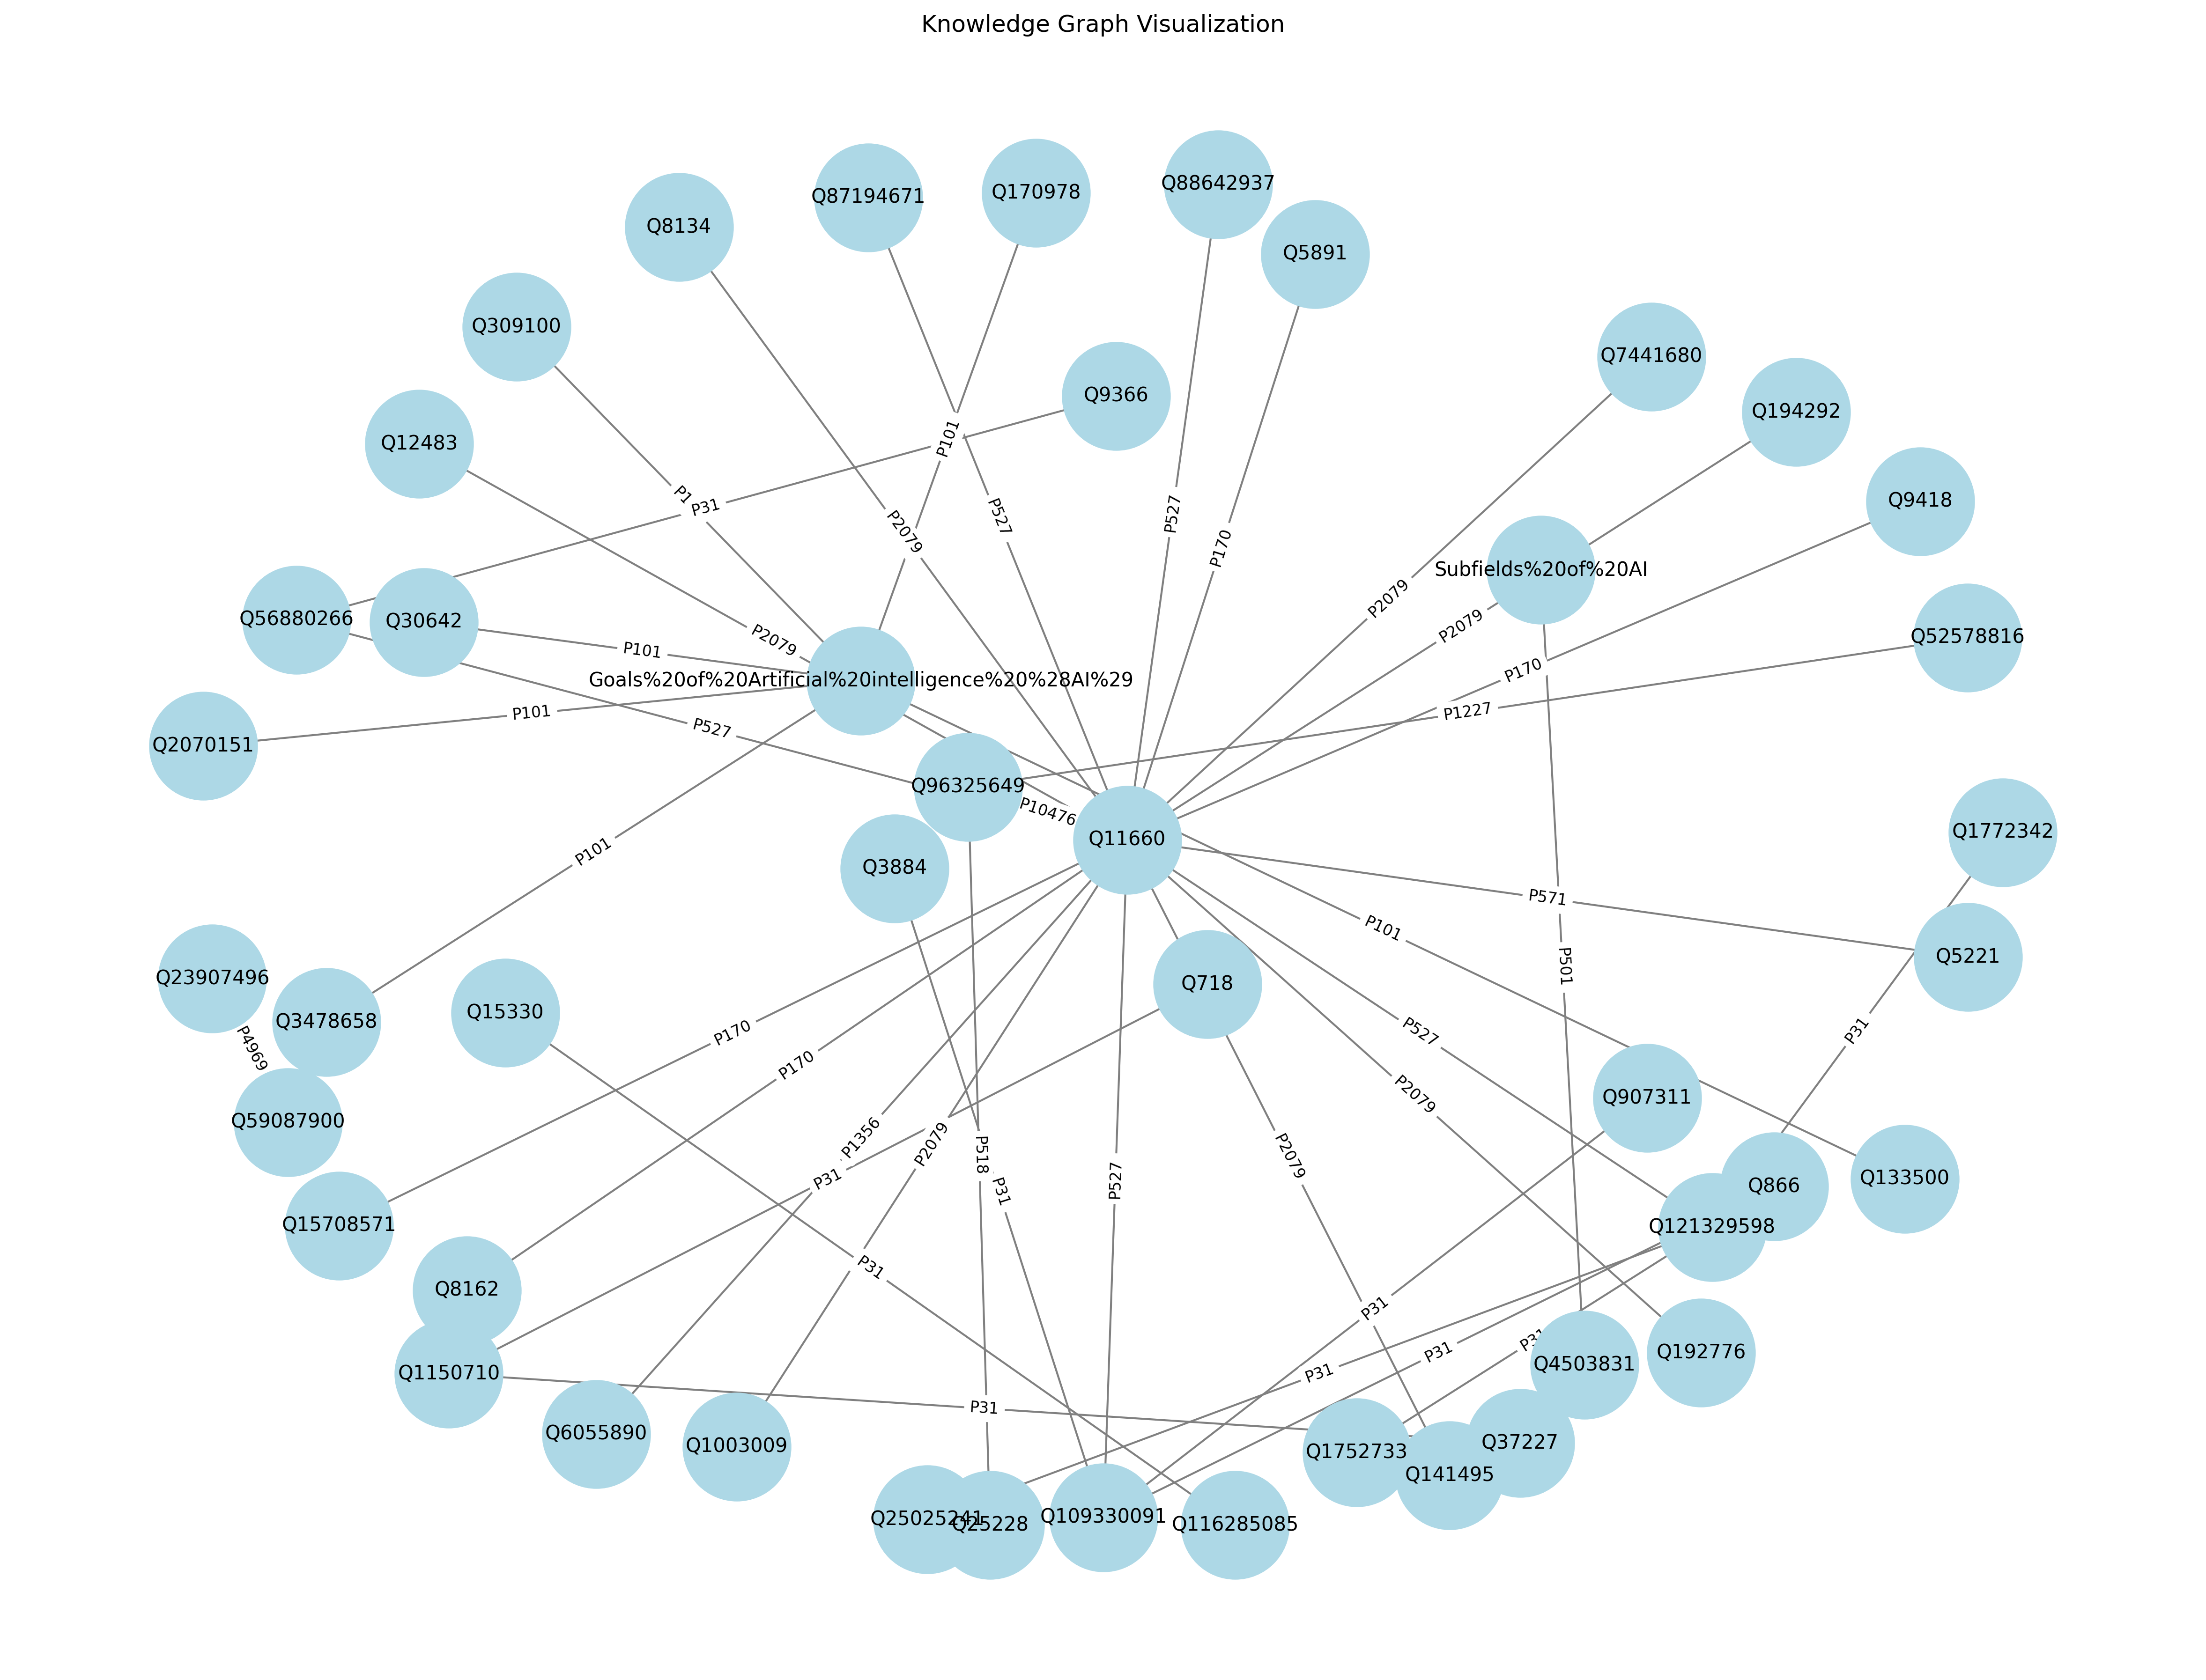 Knowledge Graph Visualization
Q88642937
Q170978
Q87194671
Q8134
Q5891
Q309100
Q7441680
Q9366
Q194292
P101
Q12483
Q9418
P1
P31
P527
P527
P2079
P170
Subfields%20of%20AI
P2079
Q56880266
Q30642
P2079
P2079
Q52578816
P101
P170
Goals%20of%20Artificial%20intelligence%20%28AI%29
P101
P1227
P527
Q2070151
Q96325649
P10476
Q11660
Q1772342
P101
Q3884
P571
P101
Q5221
P501
Q23907496
Q718
Q15330
Q3478658
P170
P527
P31
P4969
P170
P2079
Q907311
Q59087900
P1356
P2079
P518
P2079
P31
P31
P527
Q866
Q133500
Q15708571
Q121329598
P31
Q8162
P31
P31
P31
P31
Q4503831
Q192776
Q1150710
P31
Q6055890
Q1003009
Q1752733
Q37227
Q141495
Q25025241
Q25228
Q109330091
Q116285085